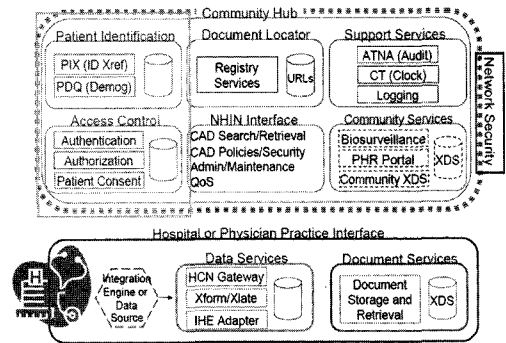 Community Hub
Patient Identification
PIX (ID Xref)
PDQ (Demog)
Document Locator
Registry
Services
URLs
Support Services
ATNA (Audit)
CT (Clock)
Logging
Network Security
Access Control
Authentication
Authorization
Patient Consent
NHIN Interface
CAD Search/Retrieval
CAD Policies/Security
Admin/Maintenance
QoS
Community Services
Biosurveillance
PHR Portal
Community XDS
XDS
Hospital or Physician Practice Interface
H
Integration
Engine or
Data
Source
Data Services
HCN Gateway
Xform/Xlate
IHE Adapter
Document Services
Document
Storage and
Retrieval
XDS